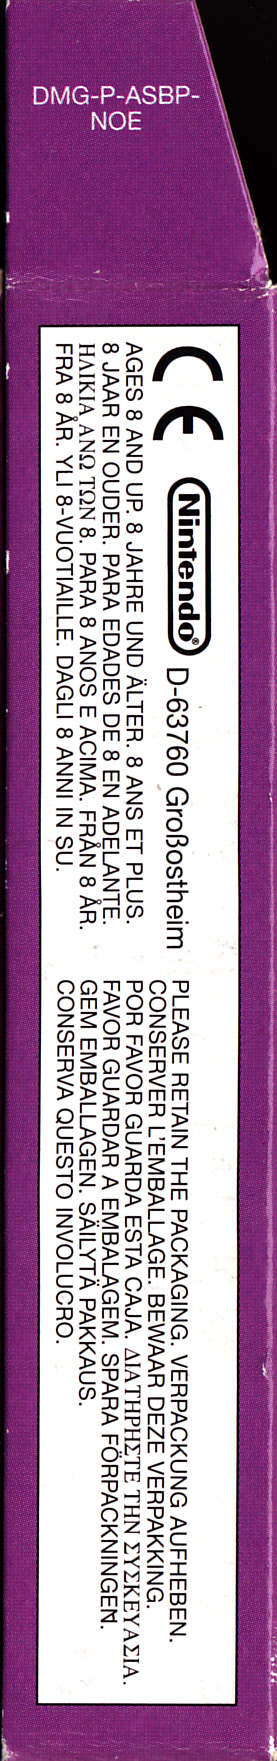 DMG-P-ASBP-
NOE
CE Nintendo® D-63760 Großostheim
AGES 8 AND UP. 8 JAHRE UND ÄLTER. 8 ANS ET PLUS.
8 JAAR EN OUDER. PARA EDADES DE 8 EN ADELANTE.
ΗΛΙΚΙΑ ΑΝΩ ΤΩΝ 8. PARA 8 ANOS E ACIMA. FRÅN 8 ÅR.
FRA 8 ÅR. YLI 8-VUOTIAILLE. DAGLI 8 ANNI IN SU.
PLEASE RETAIN THE PACKAGING. VERPACKUNG AUFHEBEN.
CONSERVER L'EMBALLAGE. BEWAAR DEZE VERPAKKING.
POR FAVOR GUARDA ESTA CAJA. ΔΙΑΤΗΡΗΣΤΕ ΤΗΝ ΣΥΣΚΕΥΑΣΙΑ.
FAVOR GUARDAR A EMBALAGEM. SPARA FÖRPACKNINGEN.
GEM EMBALLAGEN. SÄILYTÄ PAKKAUS.
CONSERVA QUESTO INVOLUCRO.